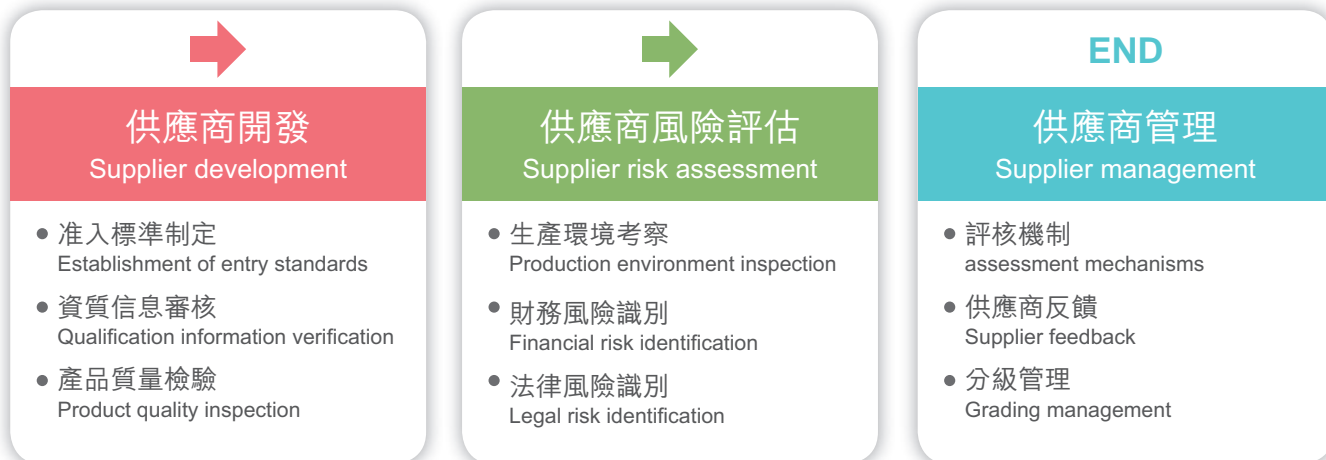 供應商開發
Supplier development
准入標準制定
Establishment of entry standards
資質信息審核
Qualification information verification
產品質量檢驗
Product quality inspection
供應商風險評估
Supplier risk assessment
生產環境考察
Production environment inspection
財務風險識別
Financial risk identification
法律風險識別
Legal risk identification
END
供應商管理
Supplier management
評核機制
assessment mechanisms
供應商反饋
Supplier feedback
分級管理
Grading management